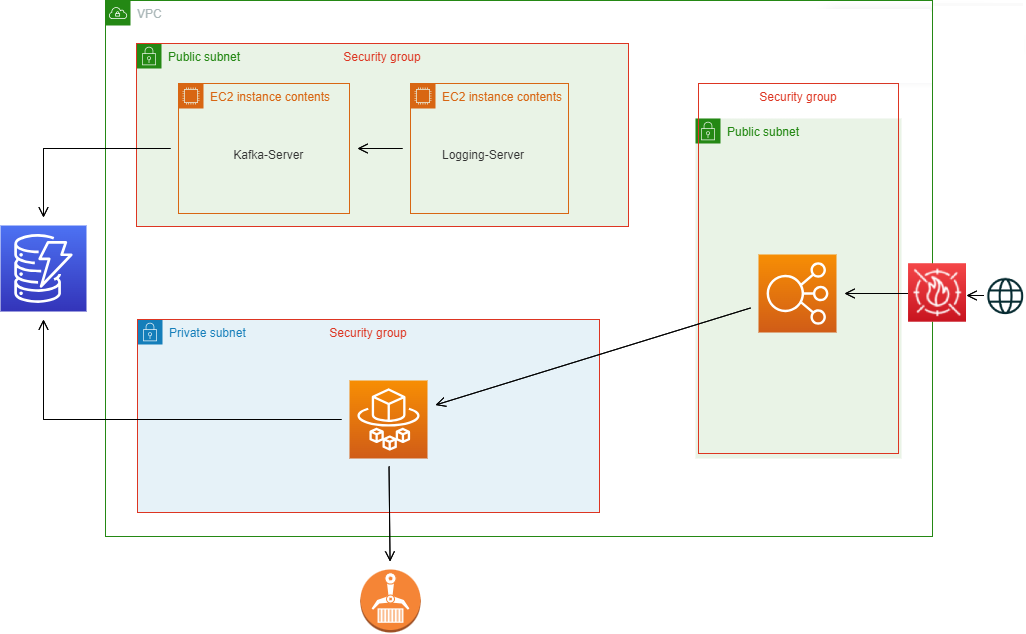 VPC
Public subnet
Security group
EC2 instance contents
EC2 instance contents
Kafka-Server
Logging-Server
Security group
Public subnet
Private subnet
Security group